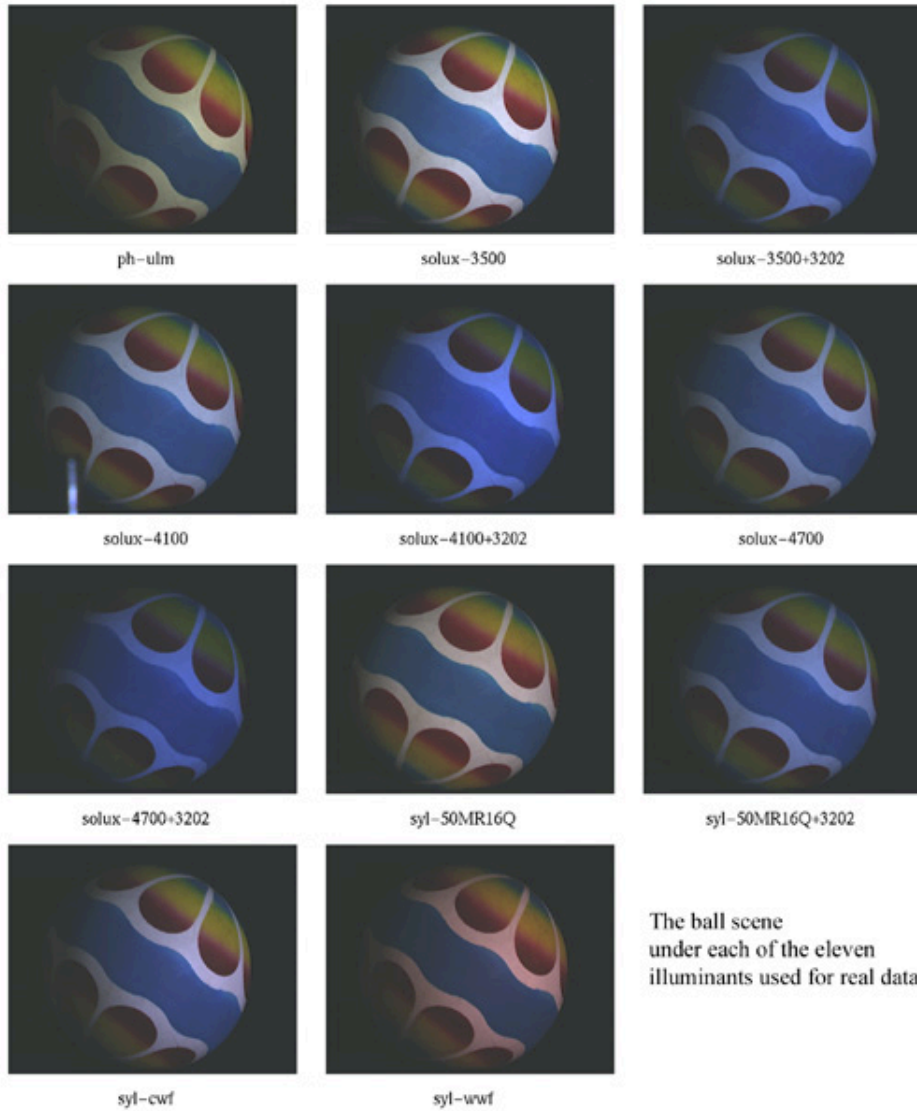 ph-ulm
solux-3500
solux-3500+3202
solux-4100
solux-4100+3202
solux-4700
solux-4700+3202
syl-50MR16Q
syl-50MR16Q+3202
The ball scene
under each of the eleven
illuminants used for real data
syl-cwf
syl-wwf